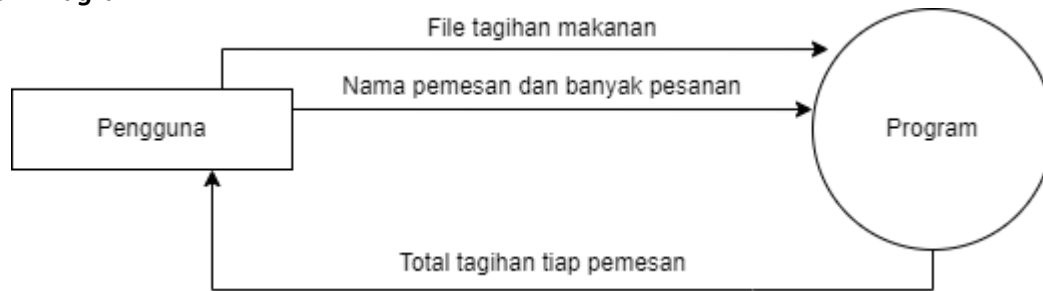 File tagihan makanan
Nama pemesan dan banyak pesanan
Pengguna
Program
Total tagihan tiap pemesan